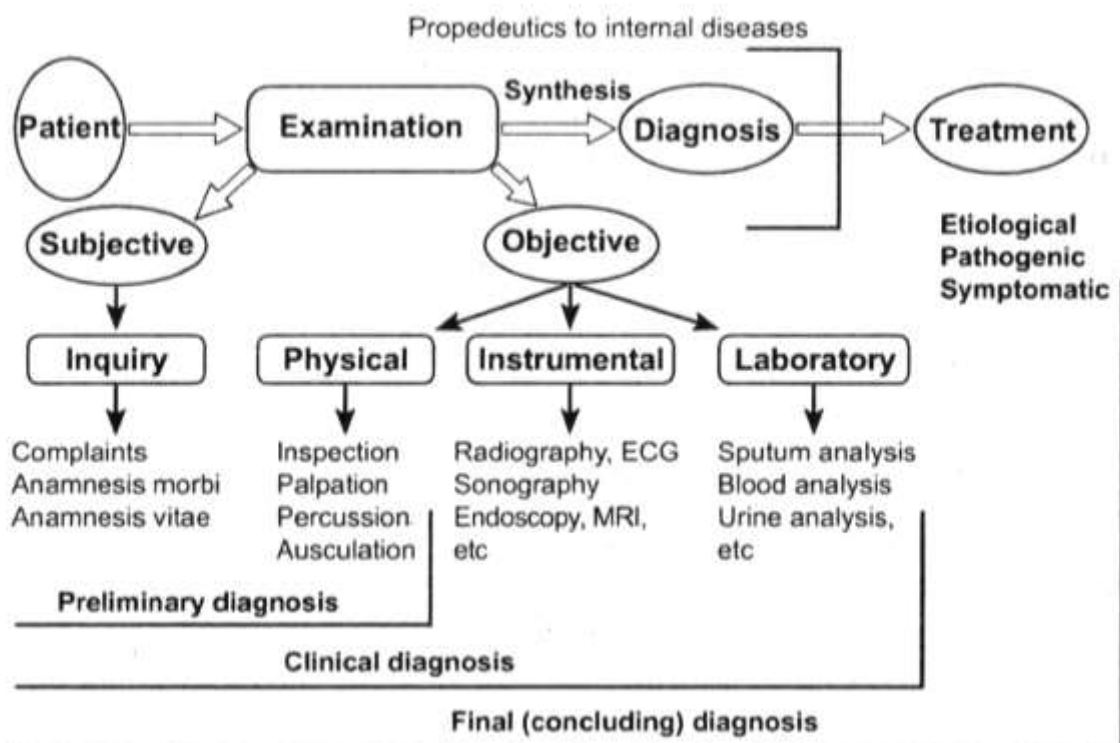 Propedeutics to internal diseases
Patient
Examination
Synthesis
Diagnosis
Treatment
Subjective
Objective
Etiological
Pathogenic
Symptomatic
Inquiry
Physical
Instrumental
Laboratory
Complaints
Anamnesis morbi
Anamnesis vitae
Inspection
Palpation
Percussion
Ausculation
Radiography, ECG
Sonography
Endoscopy, MRI,
etc
Sputum analysis
Blood analysis
Urine analysis,
etc
Preliminary diagnosis
Clinical diagnosis
Final (concluding) diagnosis